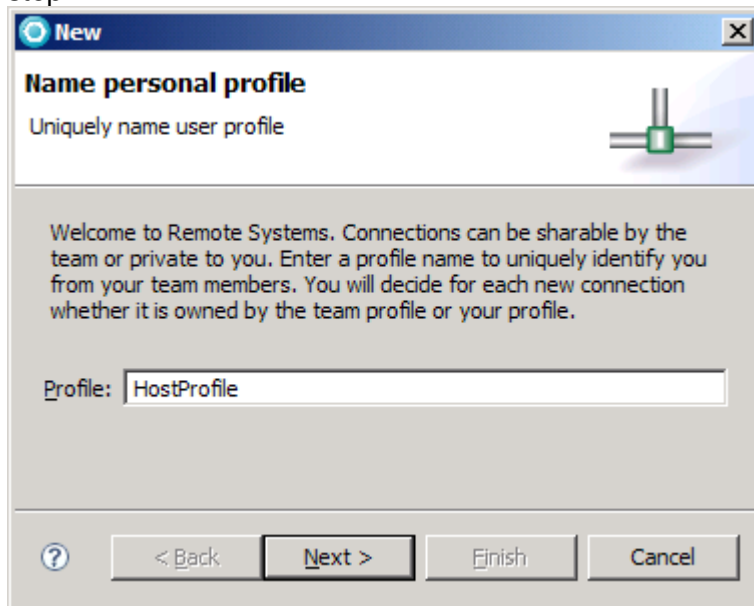 New
Name personal profile
Uniquely name user profile
Welcome to Remote Systems. Connections can be sharable by the
team or private to you. Enter a profile name to uniquely identify you
from your team members. You will decide for each new connection
whether it is owned by the team profile or your profile.
Profile: HostProfile
? < Back Next > Finish Cancel